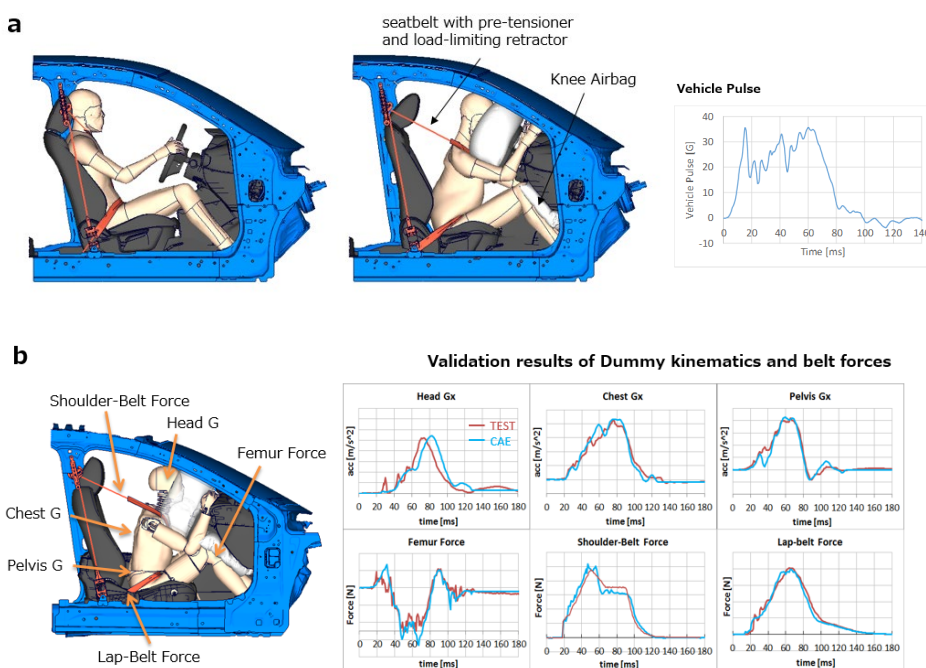 a
seatbelt with pre-tensioner
and load-limiting retractor
Knee Airbag
Vehicle Pulse
Vehicle Pulse [G]
40
30
20
10
0
-10
0 20 40 60 80 100 120 140
Time [ms]
b
Validation results of Dummy kinematics and belt forces
Shoulder-Belt Force
Head G
Femur Force
Chest G
Pelvis G
Lap-Belt Force
Head Gx
TEST
CAE
acc [m/s^2]
0 20 40 60 80 100 120 140 160 180
time [ms]
Chest Gx
acc [m/s^2]
0 20 40 60 80 100 120 140 160 180
time [ms]
Pelvis Gx
acc [m/s^2]
0 20 40 60 80 100 120 140 160 180
time [ms]
Femur Force
Force [N]
0 20 40 60 80 100 120 140 160 180
time [ms]
Shoulder-Belt Force
Force [N]
0 20 40 60 80 100 120 140 160 180
time [ms]
Lap-belt Force
Force [N]
0 20 40 60 80 100 120 140 160 180
time [ms]